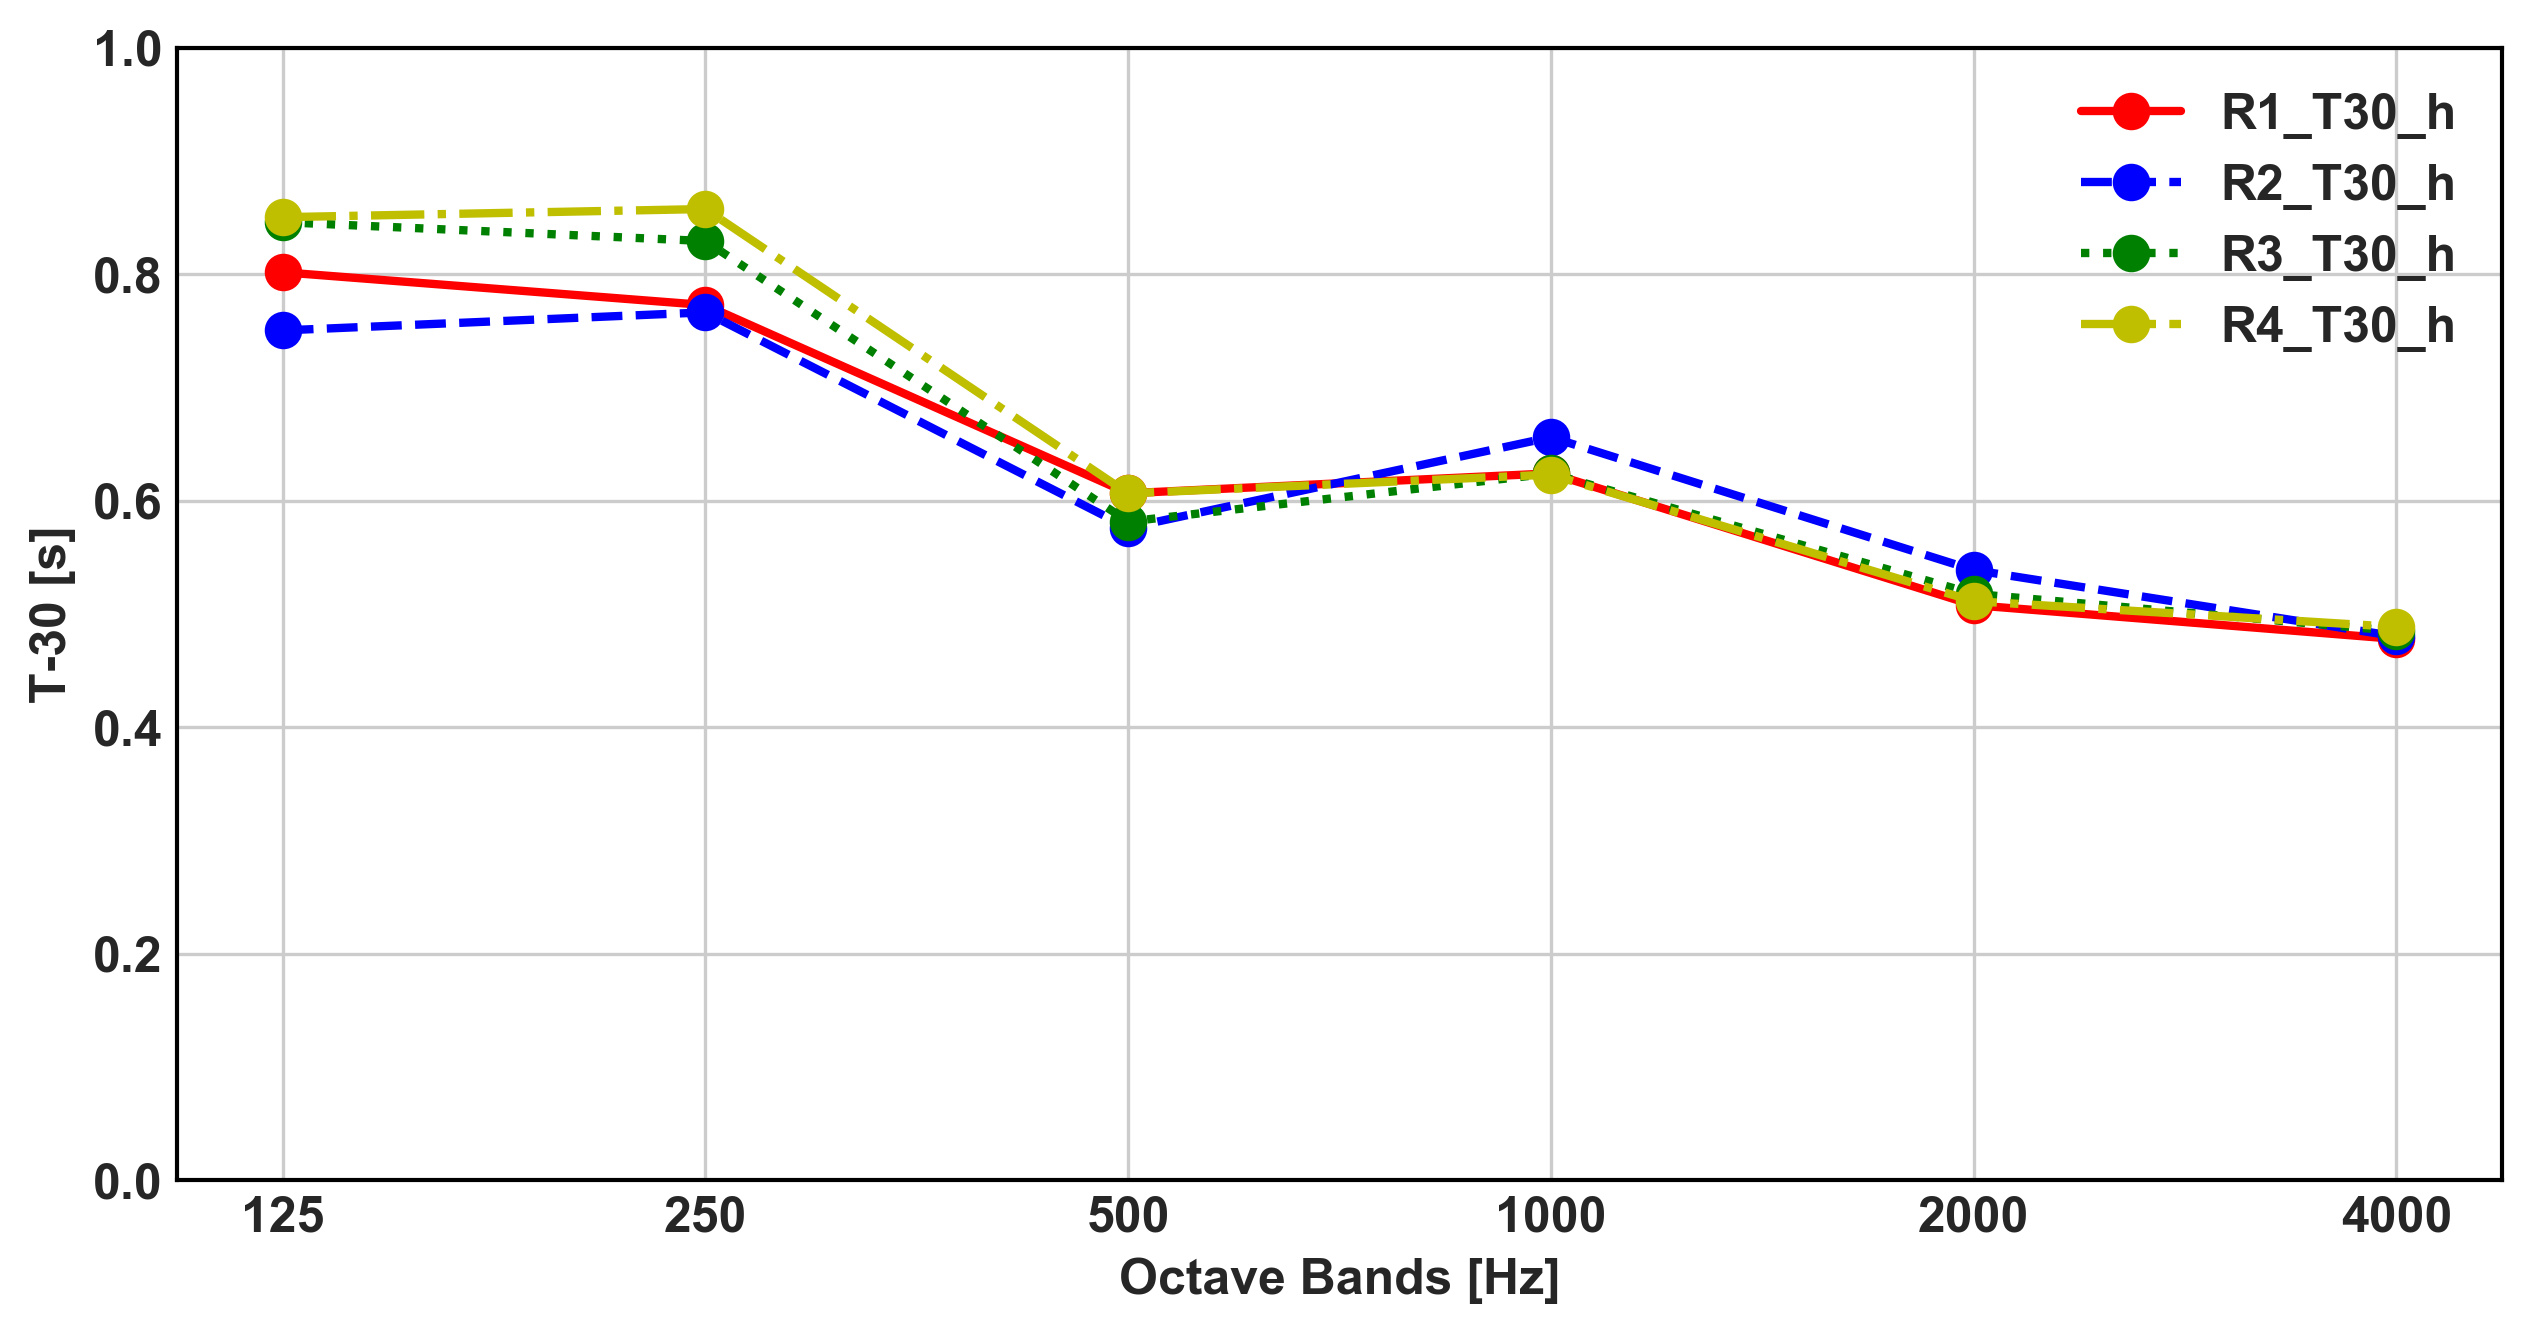 1.0
0.8
0.6
0.4
0.2
0.0
T-30 [s]
R1_T30_h
R2_T30_h
R3_T30_h
R4_T30_h
125 250 500 1000 2000 4000
Octave Bands [Hz]